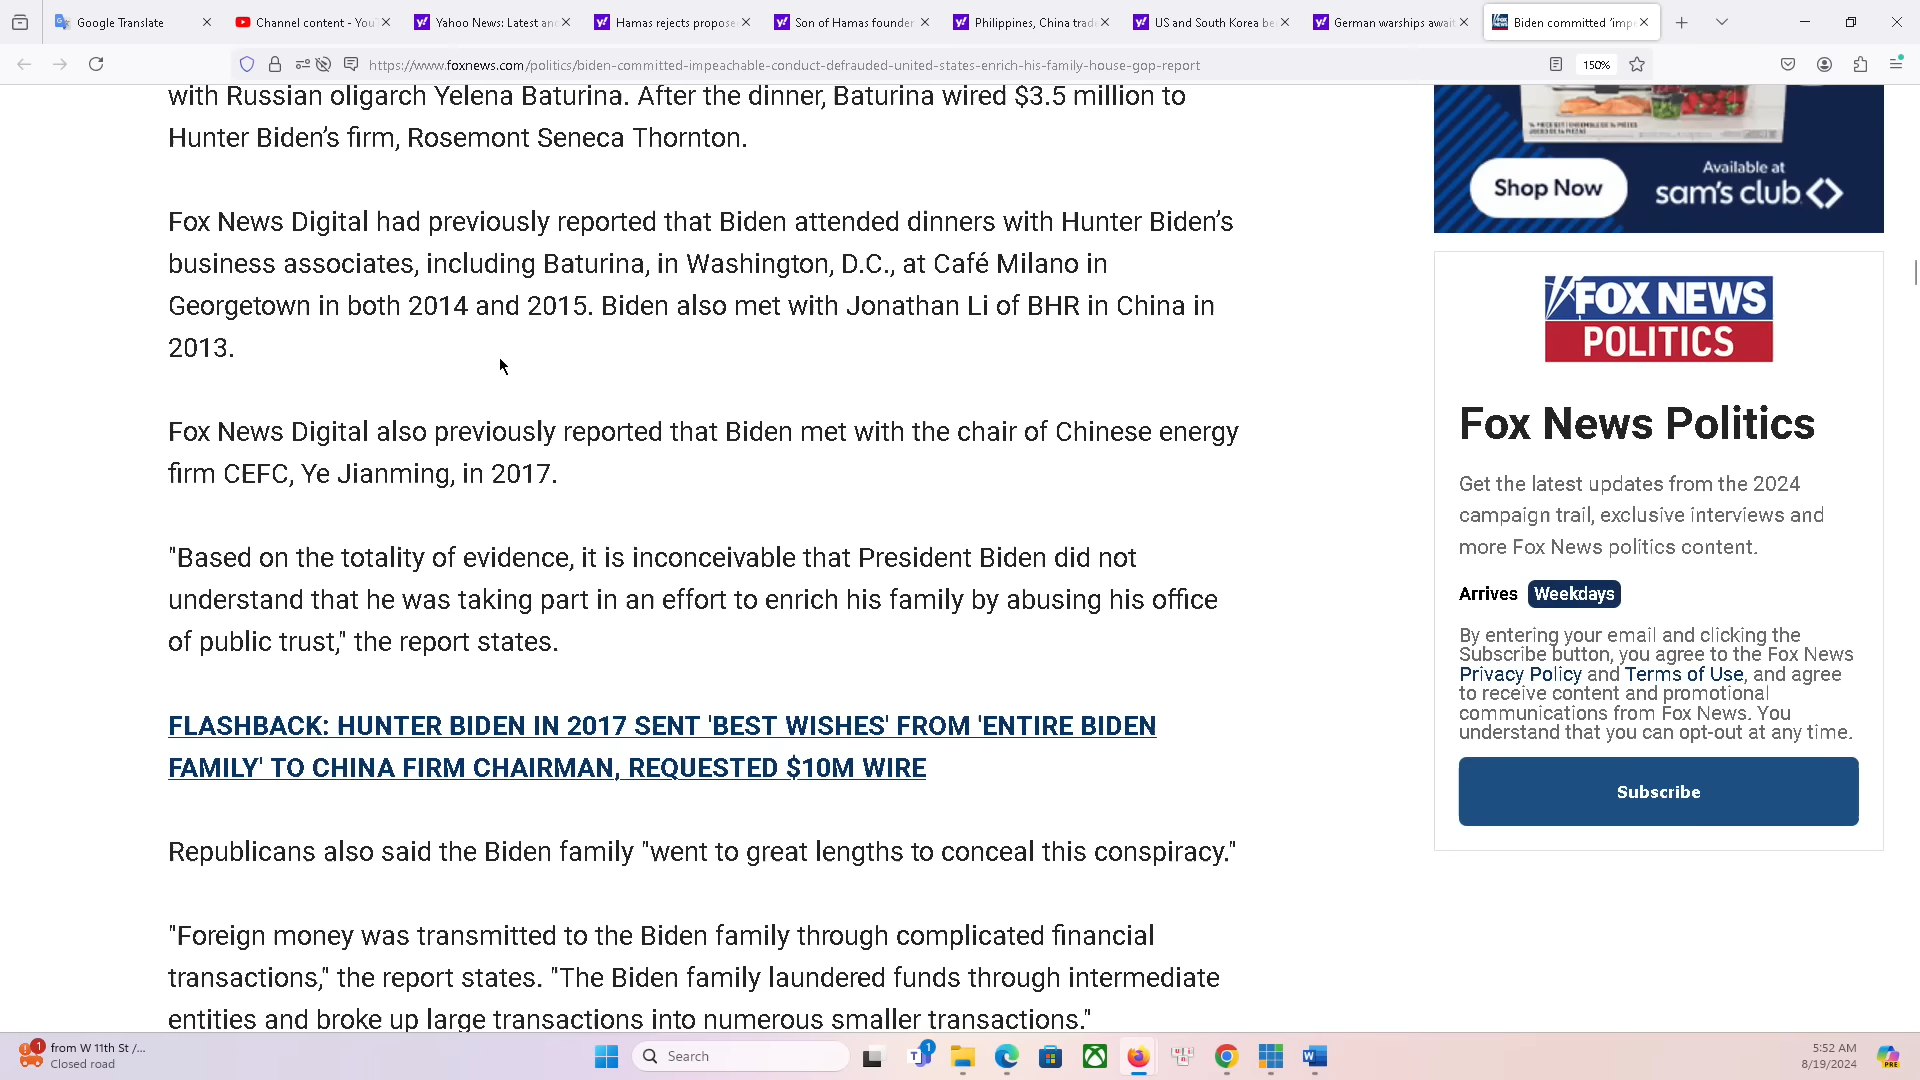 Google Translate
Channel content - You
Yahoo News: Latest an
Hamas rejects propose
Son of Hamas founder
Philippines, China trad
US and South Korea be
German warships await
Biden committed 'impe
https://www.foxnews.com/politics/biden-committed-impeachable-conduct-defrauded-united-states-enrich-his-family-house-gop-report
150%
with Russian oligarch Yelena Baturina. After the dinner, Baturina wired $3.5 million to
Hunter Biden's firm, Rosemont Seneca Thornton.
Fox News Digital had previously reported that Biden attended dinners with Hunter Biden's
business associates, including Baturina, in Washington, D.C., at Café Milano in
Georgetown in both 2014 and 2015. Biden also met with Jonathan Li of BHR in China in
2013.
Fox News Digital also previously reported that Biden met with the chair of Chinese energy
firm CEFC, Ye Jianming, in 2017.
"Based on the totality of evidence, it is inconceivable that President Biden did not
understand that he was taking part in an effort to enrich his family by abusing his office
of public trust," the report states.
FLASHBACK: HUNTER BIDEN IN 2017 SENT 'BEST WISHES' FROM 'ENTIRE BIDEN
FAMILY' TO CHINA FIRM CHAIRMAN, REQUESTED $10M WIRE
Republicans also said the Biden family "went to great lengths to conceal this conspiracy."
"Foreign money was transmitted to the Biden family through complicated financial
transactions," the report states. "The Biden family laundered funds through intermediate
entities and broke up large transactions into numerous smaller transactions."
Shop Now
Available at
sam's club
FOX NEWS
POLITICS
Fox News Politics
Get the latest updates from the 2024
campaign trail, exclusive interviews and
more Fox News politics content.
Arrives Weekdays
By entering your email and clicking the
Subscribe button, you agree to the Fox News
Privacy Policy and Terms of Use, and agree
to receive content and promotional
communications from Fox News. You
understand that you can opt-out at any time.
Subscribe
1
from W 11th St /...
Closed road
Search
1
5:52 AM
8/19/2024
PRE